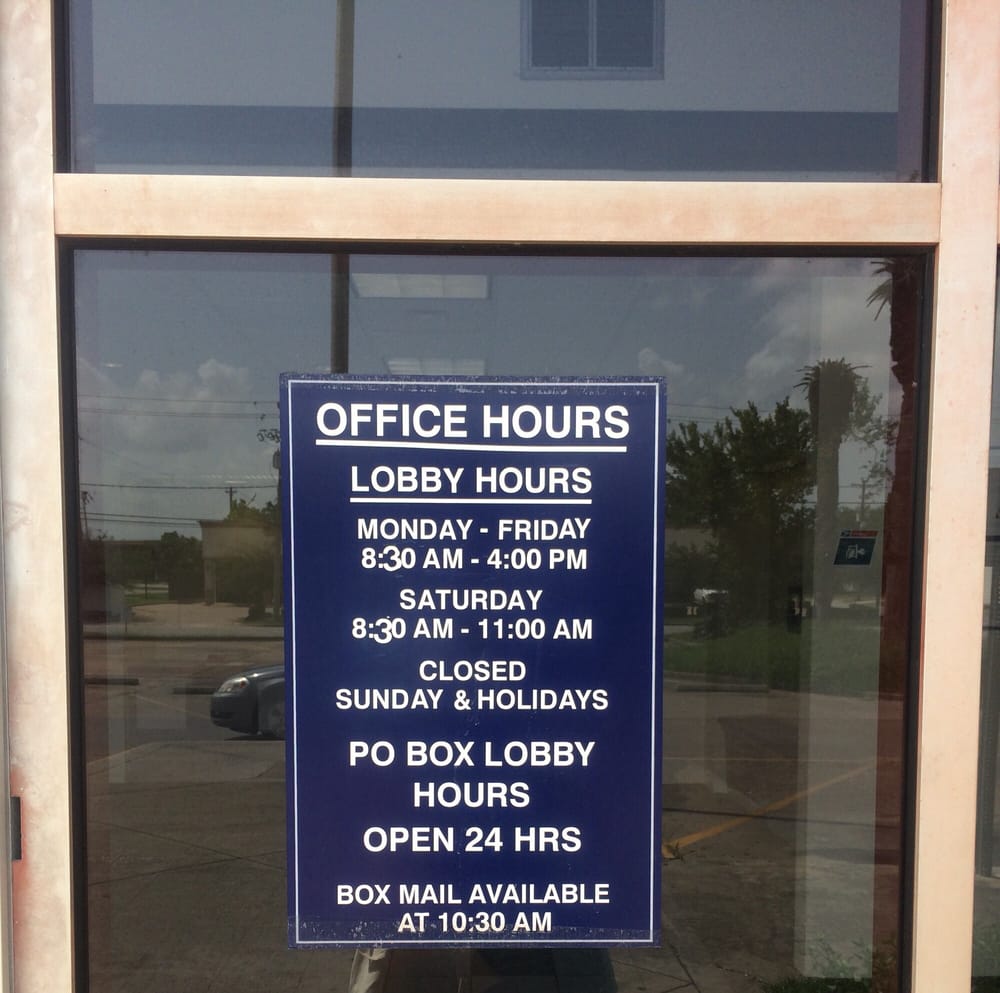 OFFICE HOURS
LOBBY HOURS
MONDAY - FRIDAY
8:30 AM - 4:00 PM
SATURDAY
8:30 AM - 11:00 AM
CLOSED
SUNDAY & HOLIDAYS
PO BOX LOBBY
HOURS
OPEN 24 HRS
BOX MAIL AVAILABLE
AT 10:30 AM